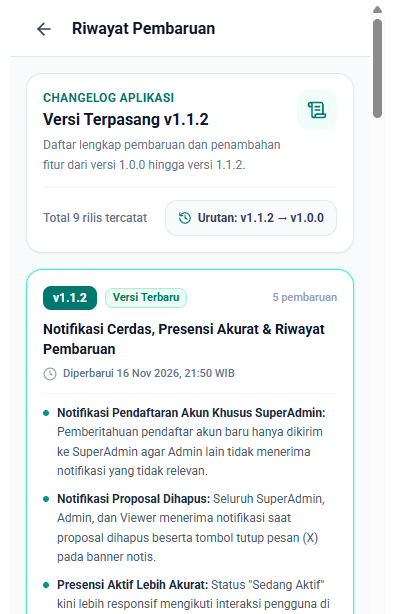 Riwayat Pembaruan
CHANGELOG APLIKASI
Versi Terpasang v1.1.2
Daftar lengkap pembaruan dan penambahan
fitur dari versi 1.0.0 hingga versi 1.1.2.
Total 9 rilis tercatat
Urutan: v1.1.2 → v1.0.0
v1.1.2
Versi Terbaru
5 pembaruan
Notifikasi Cerdas, Presensi Akurat & Riwayat
Pembaruan
Diperbarui 16 Nov 2026, 21:50 WIB
Notifikasi Pendaftaran Akun Khusus SuperAdmin:
Pemberitahuan pendaftar akun baru hanya dikirim
ke SuperAdmin agar Admin lain tidak menerima
notifikasi yang tidak relevan.
Notifikasi Proposal Dihapus: Seluruh SuperAdmin,
Admin, dan Viewer menerima notifikasi saat
proposal dihapus beserta tombol tutup pesan (X)
pada banner notis.
Presensi Aktif Lebih Akurat: Status "Sedang Aktif"
kini lebih responsif mengikuti interaksi pengguna di